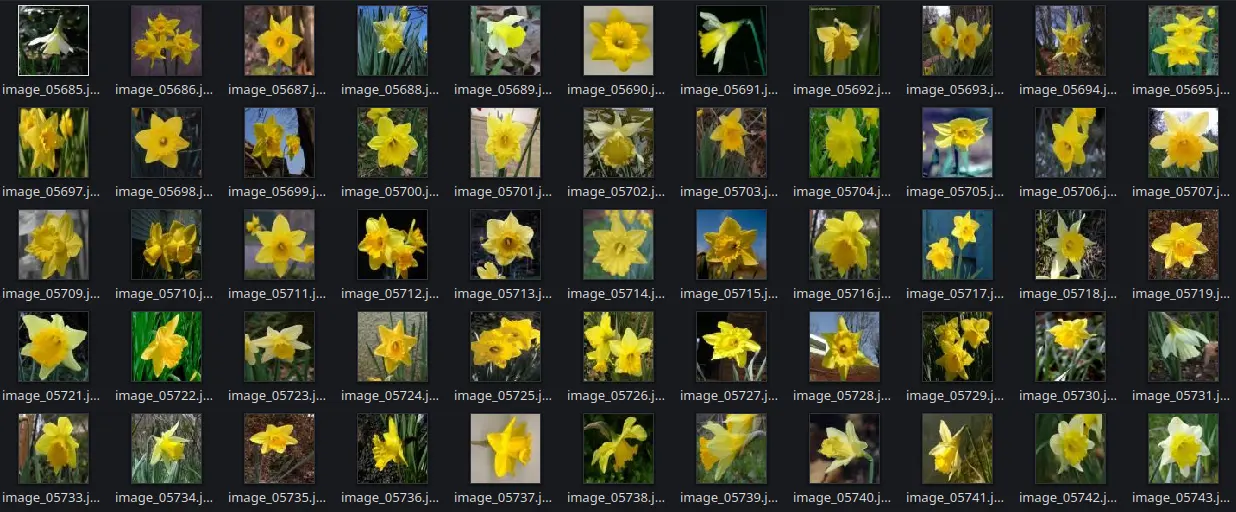 image_05685.j... image_05686.j... image_05687.j... image_05688.j... image_05689.j... image_05690.j... image_05691.j... image_05692.j... image_05693.j... image_05694.j... image_05695.j...
image_05697.j... image_05698.j... image_05699.j... image_05700.j... image_05701.j... image_05702.j... image_05703.j... image_05704.j... image_05705.j... image_05706.j... image_05707.j...
image_05709.j... image_05710.j... image_05711.j... image_05712.j... image_05713.j... image_05714.j... image_05715.j... image_05716.j... image_05717.j... image_05718.j... image_05719.j...
image_05721.j... image_05722.j... image_05723.j... image_05724.j... image_05725.j... image_05726.j... image_05727.j... image_05728.j... image_05729.j... image_05730.j... image_05731.j...
image_05733.j... image_05734.j... image_05735.j... image_05736.j... image_05737.j... image_05738.j... image_05739.j... image_05740.j... image_05741.j... image_05742.j... image_05743.j...